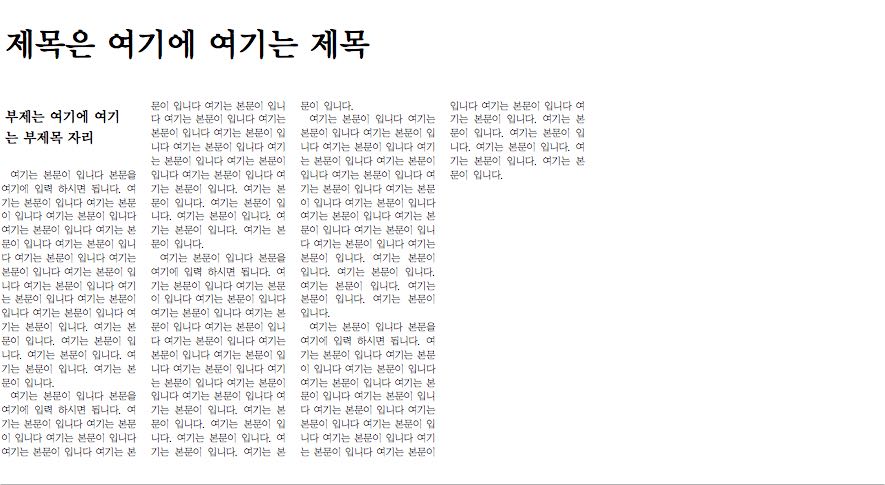 제목은 여기에 여기는 제목
부제는 여기에 여기
는 부제목 자리
여기는 본문이 입니다 본문을
여기에 입력 하시면 됩니다. 여
기는 본문이 입니다 여기는 본문
이 입니다 여기는 본문이 입니다
여기는 본문이 입니다 여기는 본
문이 입니다 여기는 본문이 입니
다 여기는 본문이 입니다 여기는
본문이 입니다 여기는 본문이 입
니다 여기는 본문이 입니다 여기
는 본문이 입니다 여기는 본문이
입니다 여기는 본문이 입니다 여
기는 본문이 입니다. 여기는 본
문이 입니다. 여기는 본문이 입
니다. 여기는 본문이 입니다. 여
기는 본문이 입니다. 여기는 본
문이 입니다.
여기는 본문이 입니다 본문을
여기에 입력 하시면 됩니다. 여
기는 본문이 입니다 여기는 본문
이 입니다 여기는 본문이 입니다
여기는 본문이 입니다 여기는 본
문이 입니다 여기는 본문이 입니
다 여기는 본문이 입니다 여기는
본문이 입니다 여기는 본문이 입
니다 여기는 본문이 입니다 여기
는 본문이 입니다 여기는 본문이
입니다 여기는 본문이 입니다 여
기는 본문이 입니다. 여기는 본
문이 입니다. 여기는 본문이 입
니다. 여기는 본문이 입니다. 여
기는 본문이 입니다. 여기는 본
문이 입니다.
여기는 본문이 입니다 본문을
여기에 입력 하시면 됩니다. 여
기는 본문이 입니다 여기는 본문
이 입니다 여기는 본문이 입니다
여기는 본문이 입니다 여기는 본
문이 입니다 여기는 본문이 입니
다 여기는 본문이 입니다 여기는
본문이 입니다 여기는 본문이 입
니다 여기는 본문이 입니다 여기
는 본문이 입니다 여기는 본문이
입니다 여기는 본문이 입니다 여
기는 본문이 입니다. 여기는 본
문이 입니다. 여기는 본문이 입
니다. 여기는 본문이 입니다. 여
기는 본문이 입니다. 여기는 본
문이 입니다.
여기는 본문이 입니다 여기는
본문이 입니다 여기는 본문이 입
니다 여기는 본문이 입니다 여기
는 본문이 입니다 여기는 본문이
입니다 여기는 본문이 입니다 여
기는 본문이 입니다 여기는 본문
이 입니다 여기는 본문이 입니다
여기는 본문이 입니다 여기는 본
문이 입니다 여기는 본문이 입니
다 여기는 본문이 입니다 여기는
본문이 입니다. 여기는 본문이
입니다. 여기는 본문이 입니다.
여기는 본문이 입니다. 여기는
본문이 입니다. 여기는 본문이
입니다.
여기는 본문이 입니다 본문을
여기에 입력 하시면 됩니다. 여
기는 본문이 입니다 여기는 본문
이 입니다 여기는 본문이 입니다
여기는 본문이 입니다 여기는 본
문이 입니다 여기는 본문이 입니
다 여기는 본문이 입니다 여기는
본문이 입니다 여기는 본문이 입
니다 여기는 본문이 입니다 여기
는 본문이 입니다 여기는 본문이
입니다 여기는 본문이 입니다 여
기는 본문이 입니다. 여기는 본
문이 입니다. 여기는 본문이 입
니다. 여기는 본문이 입니다. 여
기는 본문이 입니다. 여기는 본
문이 입니다.